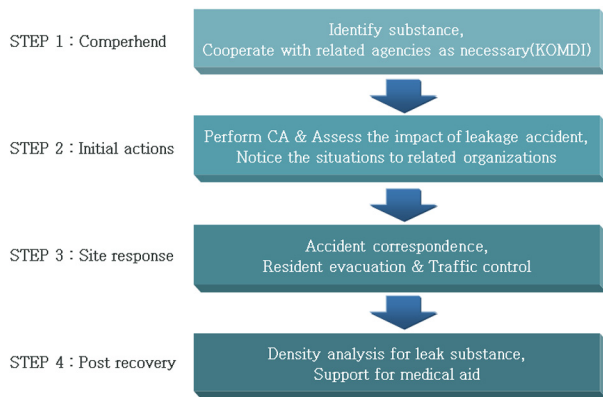 STEP 1 : Comperhend
Identify substance,
Cooperate with related agencies as necessary(KOMDI)
STEP 2 : Initial actions
Perform CA & Assess the impact of leakage accident,
Notice the situations to related organizations
STEP 3 : Site response
Accident correspondence,
Resident evacuation & Traffic control
STEP 4 : Post recovery
Density analysis for leak substance,
Support for medical aid